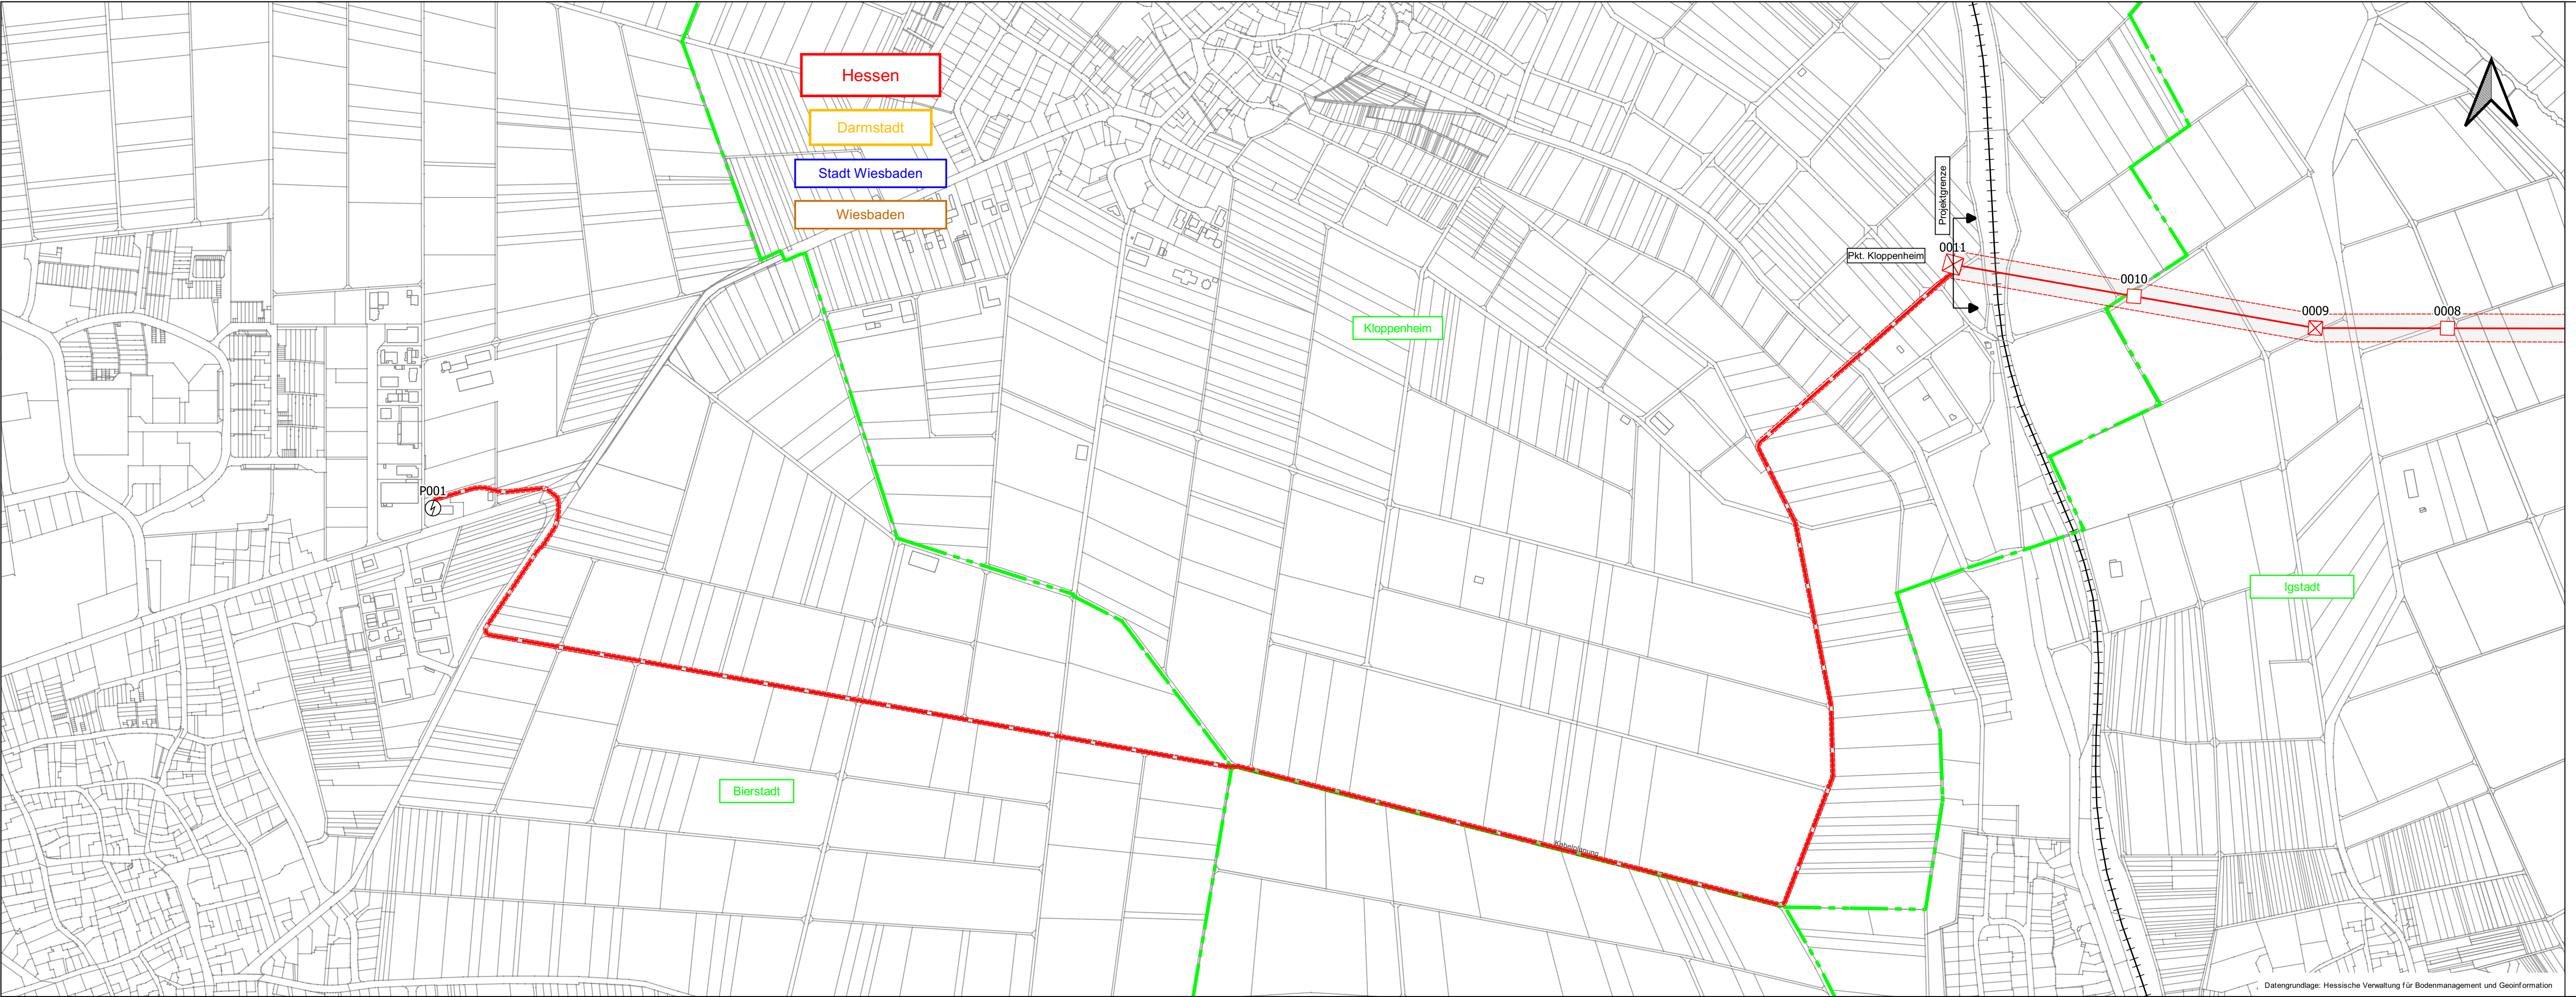 Hessen
Darmstadt
Stadt Wiesbaden
Wiesbaden
Projektgrenze
0011
Pkt. Kloppenheim
0010
0009
0008
Kloppenheim
P001
Igstadt
Bierstadt
Kabelplanung
Datengrundlage: Hessische Verwaltung für Bodenmanagement und Geoinformation